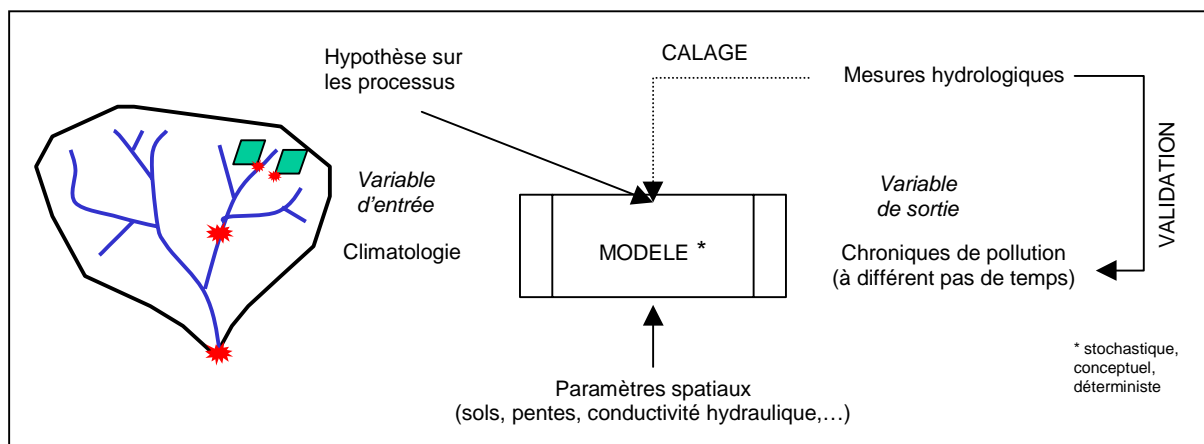 Hypothèse sur
les processus
CALAGE
Mesures hydrologiques
VALIDATION
Variable
d'entrée
Climatologie
MODELE *
Variable
de sortie
Chroniques de pollution
(à différent pas de temps)
* stochastique,
conceptuel,
déterministe
Paramètres spatiaux
(sols, pentes, conductivité hydraulique,…)